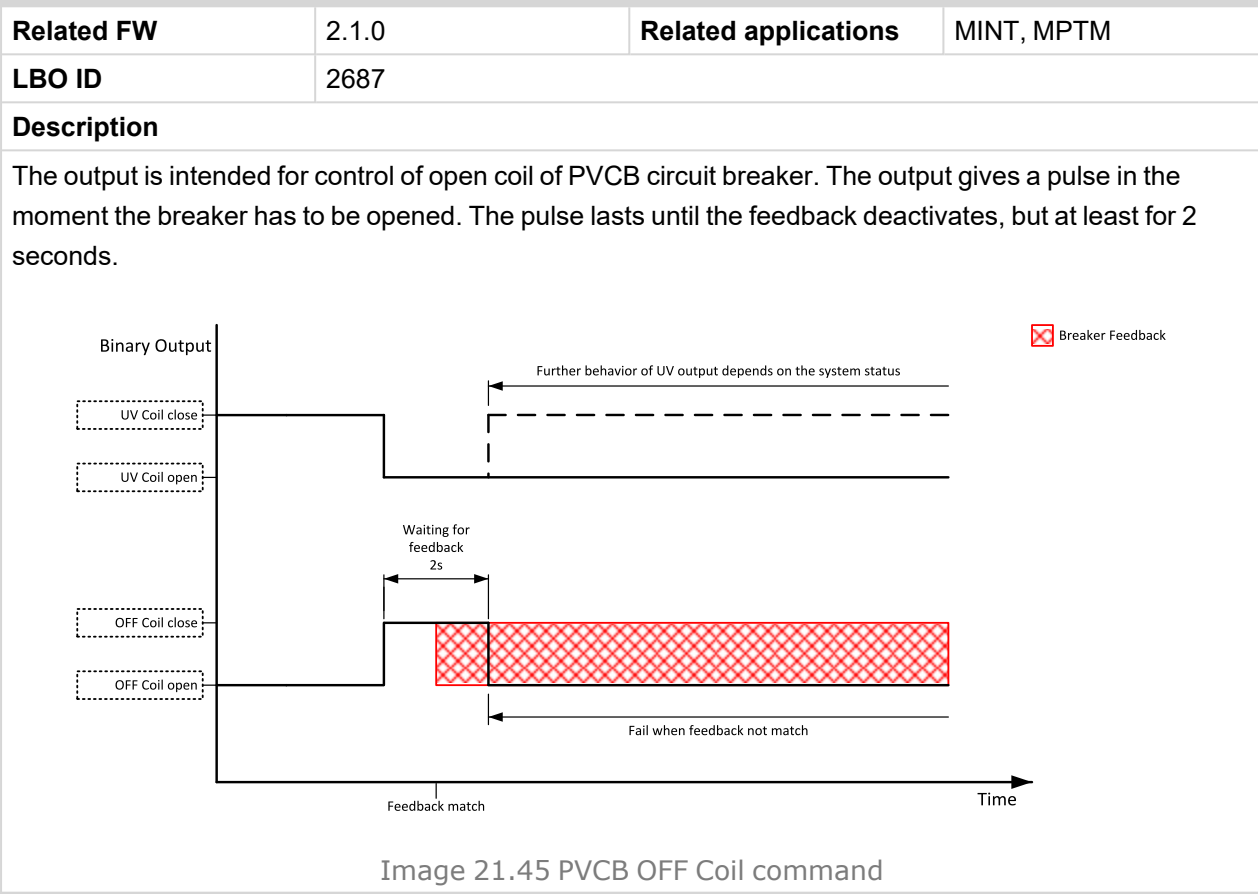 Related FW 2.1.0 Related applications MINT, MPTM
LBO ID 2687
Description
The output is intended for control of open coil of PVCB circuit breaker. The output gives a pulse in the
moment the breaker has to be opened. The pulse lasts until the feedback deactivates, but at least for 2
seconds.
Binary Output
Breaker Feedback
Further behavior of UV output depends on the system status
UV Coil close
UV Coil open
Waiting for
feedback
2s
OFF Coil close
OFF Coil open
Fail when feedback not match
Feedback match
Time
Image 21.45 PVCB OFF Coil command